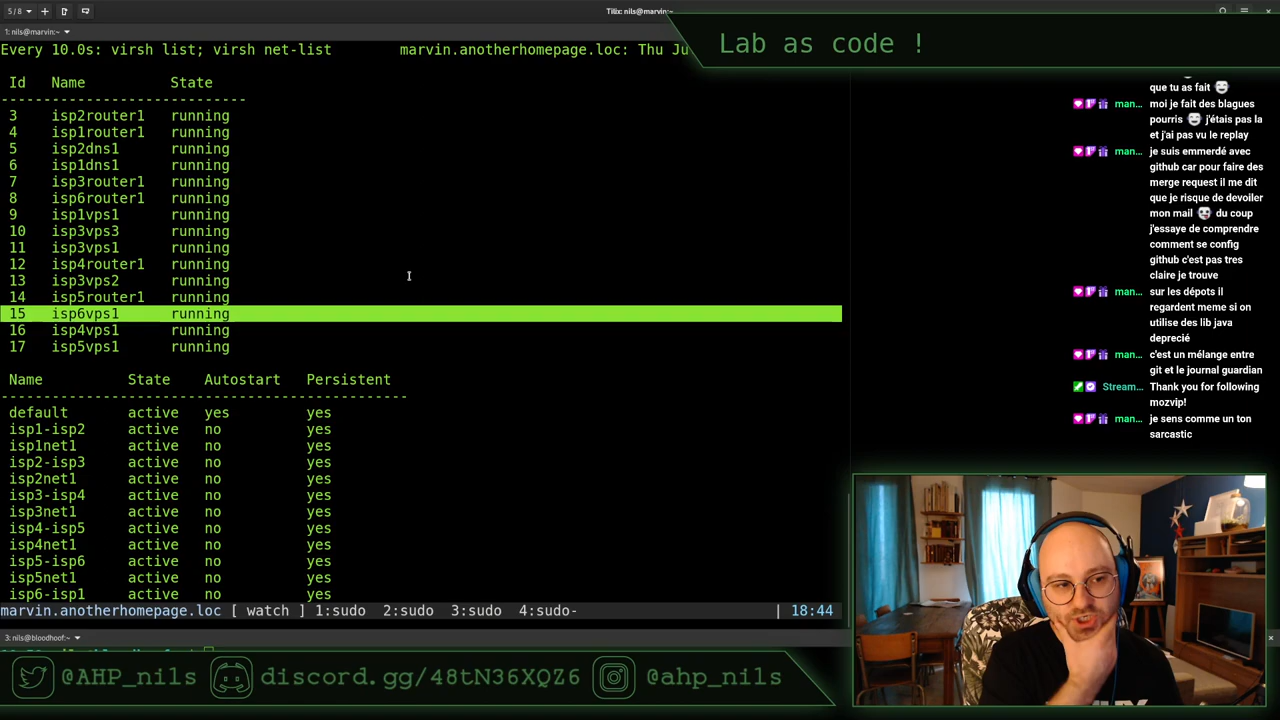 5 / 8
Tilix: nils@marvin:~
1: nils@marvin:~
Every 10.0s: virsh list; virsh net-list marvin.anotherhomepage.loc: Thu Ju
Lab as code !
Id Name State
--------------------------
3 isp2router1 running
4 isp1router1 running
5 isp2dns1 running
6 isp1dns1 running
7 isp3router1 running
8 isp6router1 running
9 isp1vps1 running
10 isp3vps3 running
11 isp3vps1 running
12 isp4router1 running
13 isp3vps2 running
14 isp5router1 running
15 isp6vps1 running
16 isp4vps1 running
17 isp5vps1 running
Name State Autostart Persistent
------------------------------------------------
default active yes yes
isp1-isp2 active no yes
isp1net1 active no yes
isp2-isp3 active no yes
isp2net1 active no yes
isp3-isp4 active no yes
isp3net1 active no yes
isp4-isp5 active no yes
isp4net1 active no yes
isp5-isp6 active no yes
isp5net1 active no yes
isp6-isp1 active no yes
marvin.anotherhomepage.loc [ watch ] 1:sudo 2:sudo 3:sudo 4:sudo- | 18:44
3: nils@bloodhoof:~
que tu as fait
man... moi je fait des blagues
pourris j'étais pas la
et j'ai pas vu le replay
man... je suis emmerdé avec
github car pour faire des
merge request il me dit
que je risque de devoiler
mon mail du coup
j'essaye de comprendre
comment se config
github c'est pas tres
claire je trouve
man... sur les dépots il
regardent meme si on
utilise des lib java
deprecié
man... c'est un mélange entre
git et le journal guardian
Stream... Thank you for following
mozvip!
man... je sens comme un ton
sarcastic
@AHP_nils discord.gg/48tN36XQZ6 @ahp_nils